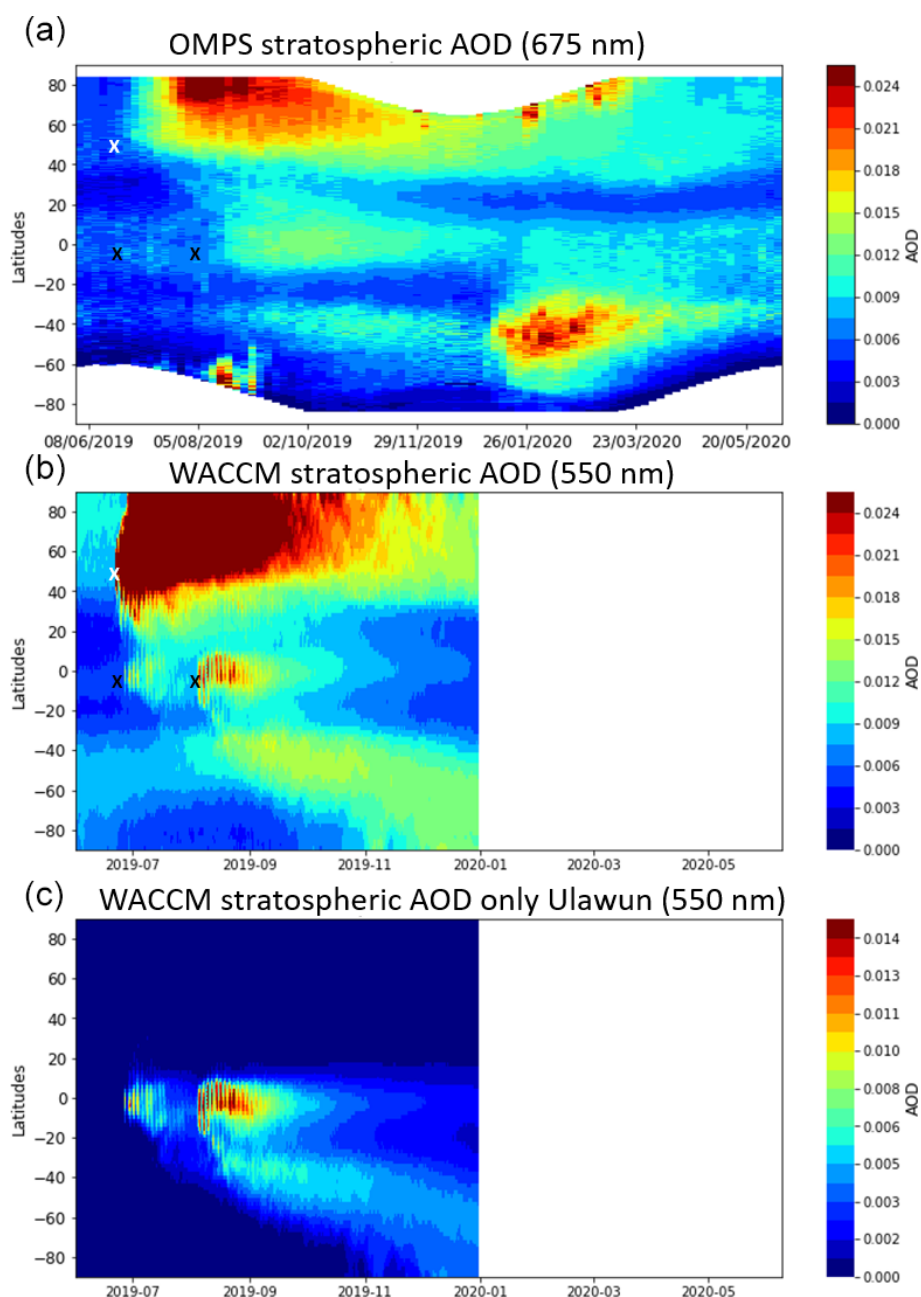 (a)
OMPS stratospheric AOD (675 nm)
80
60
40
20
0
−20
−40
−60
−80
Latitudes
X
X
X
08/06/2019 05/08/2019 02/10/2019 29/11/2019 26/01/2020 23/03/2020 20/05/2020
0.024
0.021
0.018
0.015
0.012
0.009
0.006
0.003
0.000
AOD
(b)
WACCM stratospheric AOD (550 nm)
80
60
40
20
0
−20
−40
−60
−80
Latitudes
X
X
X
2019-07 2019-09 2019-11 2020-01 2020-03 2020-05
0.024
0.021
0.018
0.015
0.012
0.009
0.006
0.003
0.000
AOD
(c)
WACCM stratospheric AOD only Ulawun (550 nm)
80
60
40
20
0
−20
−40
−60
−80
Latitudes
2019-07 2019-09 2019-11 2020-01 2020-03 2020-05
0.014
0.013
0.011
0.010
0.008
0.006
0.005
0.003
0.002
0.000
AOD